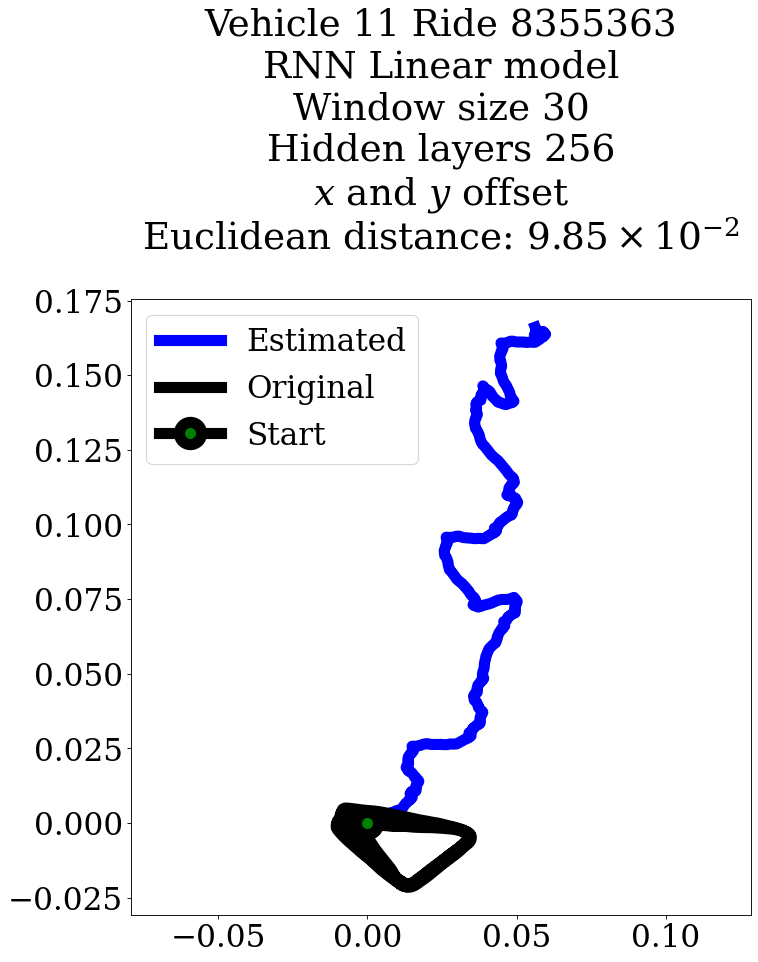 Vehicle 11 Ride 8355363
RNN Linear model
Window size 30
Hidden layers 256
x and y offset
Euclidean distance: 9.85 × 10⁻²
0.175
0.150
0.125
0.100
0.075
0.050
0.025
0.000
−0.025
Estimated
Original
Start
−0.05
0.00
0.05
0.10